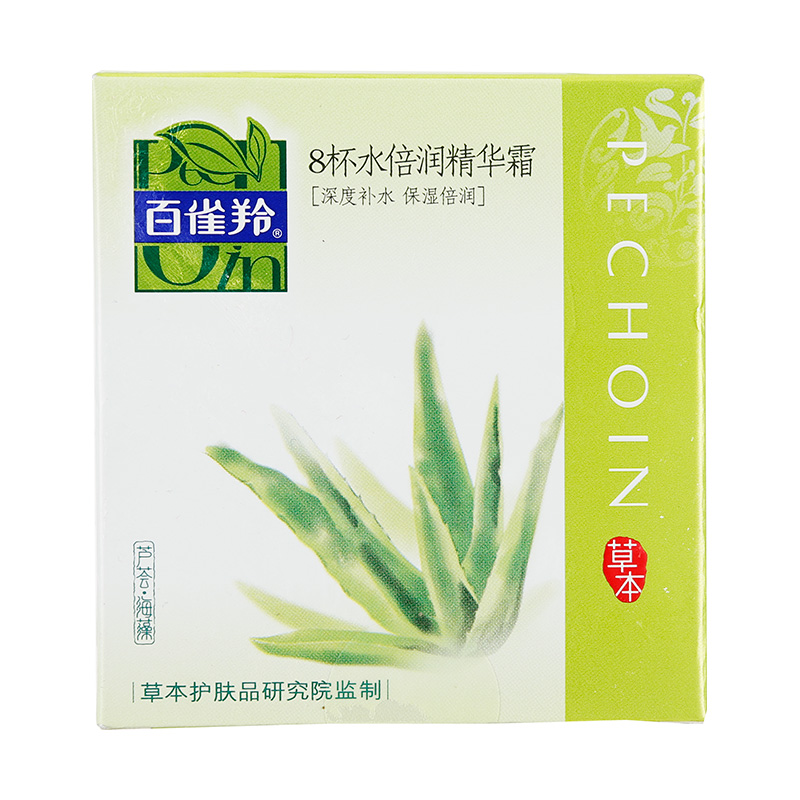 Pech
百雀羚®
Oin
8杯水倍润精华霜
[深度补水 保湿倍润]
PECHOIN
草本
芦荟·海藻
草本护肤品研究院监制